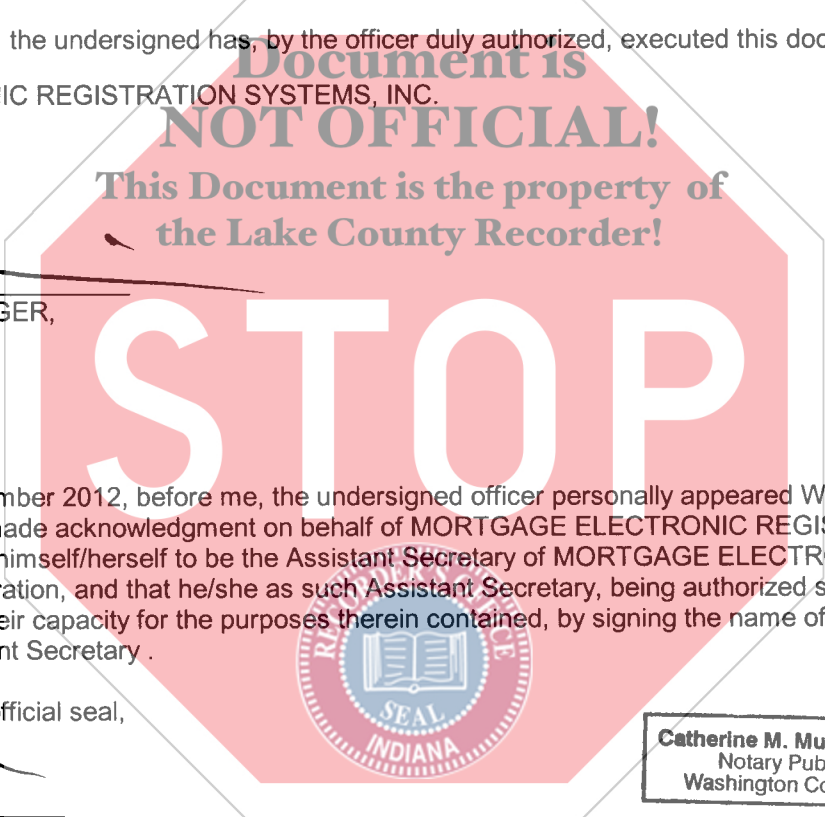 the undersigned has, by the officer duly authorized, executed this doc
Document is
IC REGISTRATION SYSTEMS, INC.
NOT OFFICIAL!
This Document is the property of
the Lake County Recorder!
GER,
STOP
mber 2012, before me, the undersigned officer personally appeared W
nade acknowledgment on behalf of MORTGAGE ELECTRONIC REGIS
himself/herself to be the Assistant Secretary of MORTGAGE ELECTR
ration, and that he/she as such Assistant Secretary, being authorized s
eir capacity for the purposes therein contained, by signing the name of
nt Secretary .
RECORDER'S OFFICE
SEAL
INDIANA
fficial seal,
Catherine M. Mu
Notary Pub
Washington Co